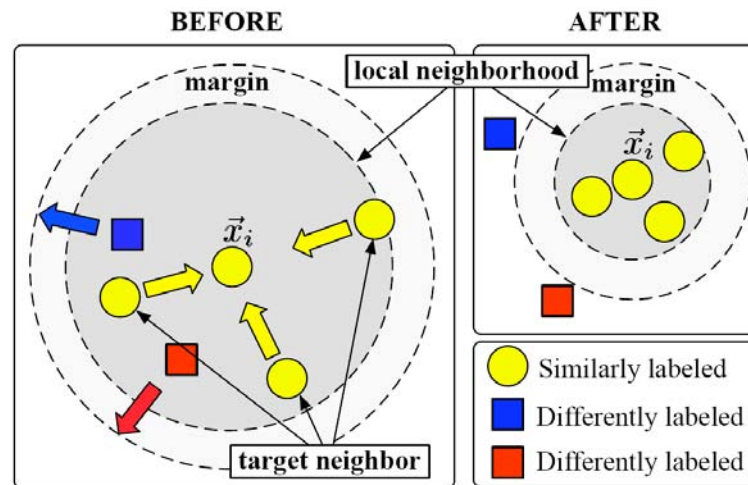 BEFORE
AFTER
margin
local neighborhood
margin
x⃗ᵢ
x⃗ᵢ
target neighbor
Similarly labeled
Differently labeled
Differently labeled